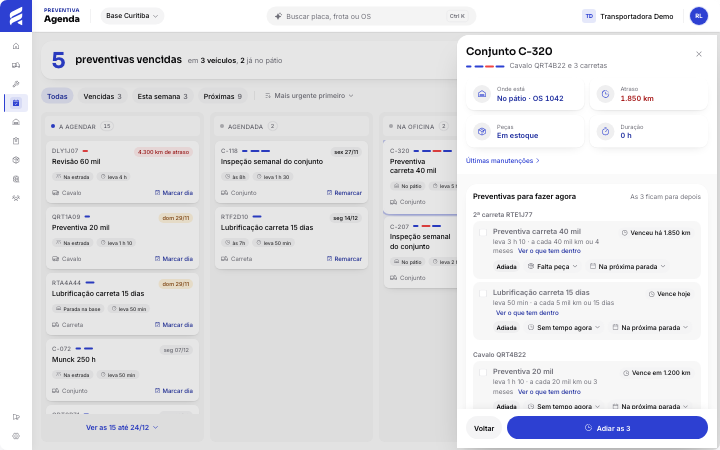 PREVENTIVA
Agenda
Base Curitiba
Buscar placa, frota ou OS
Ctrl K
TD
Transportadora Demo
RL
5 preventivas vencidas
em 3 veículos, 2 já no pátio
Todas
Vencidas 3
Esta semana 3
Próximas 9
Mais urgente primeiro
A AGENDAR 15
DLY1J07
4.300 km de atraso
Revisão 60 mil
Na estrada
leva 4 h
Cavalo
Marcar dia
QRT1A09
dom 29/11
Preventiva 20 mil
Na estrada
leva 1 h 10
Cavalo
Marcar dia
RTA4A44
dom 29/11
Lubrificação carreta 15 dias
Parada na base
leva 50 min
Carreta
Marcar dia
C-072
seg 07/12
Munck 250 h
Na estrada
leva 50 min
Conjunto
Marcar dia
Ver as 15 até 24/12
AGENDADA 2
C-118
sex 27/11
Inspeção semanal do conjunto
às 8h
leva 1 h 30
Conjunto
Remarcar
RTF2D10
seg 14/12
Lubrificação carreta 15 dias
às 7h
leva 50 min
Carreta
Remarcar
NA OFICINA 2
C-320
Preventiva
carreta 40 mil
No pátio
leva 5 h
Conjunto
C-207
Inspeção semanal
do conjunto
No pátio
leva 2 h
Conjunto
Conjunto C-320
Cavalo QRT4B22 e 3 carretas
Onde está
No pátio · OS 1042
Atraso
1.850 km
Peças
Em estoque
Duração
0 h
Últimas manutenções
Preventivas para fazer agora
As 3 ficam para depois
2ª carreta RTE1J77
Preventiva carreta 40 mil
Venceu há 1.850 km
leva 3 h 10 · a cada 40 mil km ou 4
meses Ver o que tem dentro
Adiada
Falta peça
Na próxima parada
Lubrificação carreta 15 dias
Vence hoje
leva 50 min · a cada 5 mil km ou 15 dias
Ver o que tem dentro
Adiada
Sem tempo agora
Na próxima parada
Cavalo QRT4B22
Preventiva 20 mil
Vence em 1.200 km
leva 1 h 10 · a cada 20 mil km ou 3
meses Ver o que tem dentro
Adiada
Sem tempo agora
Na próxima parada
Voltar
Adiar as 3